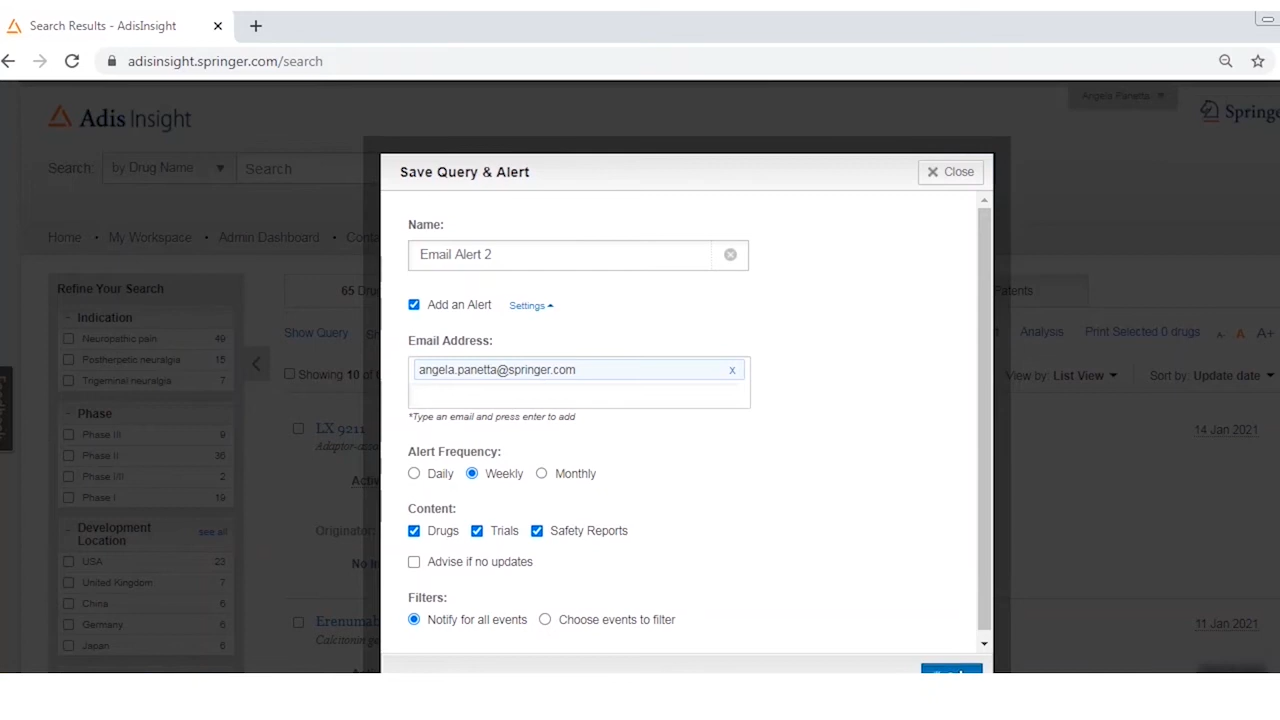 Search Results - AdisInsight
adisinsight.springer.com/search
Adis Insight
Angela Panetta
Search: by Drug Name Search
Home • My Workspace • Admin Dashboard •
Save Query & Alert
Close
Name:
Email Alert 2
Add an Alert Settings
Email Address:
angela.panetta@springer.com x
*Type an email and press enter to add
Alert Frequency:
Daily Weekly Monthly
Content:
Drugs Trials Safety Reports
Advise if no updates
Filters:
Notify for all events Choose events to filter
Refine Your Search
Indication
Neuropathic pain 49
Postherpetic neuralgia 15
Trigeminal neuralgia 7
Phase
Phase III 9
Phase II 36
Phase I/II 2
Phase I 19
Development Location see all
USA 23
United Kingdom 7
China 6
Germany 6
Japan 6
65
Show Query
Showing 10 of
LX 9211
Originator:
Patents
Analysis Print Selected 0 drugs A- A A+
View by: List View Sort by: Update date
14 Jan 2021
11 Jan 2021